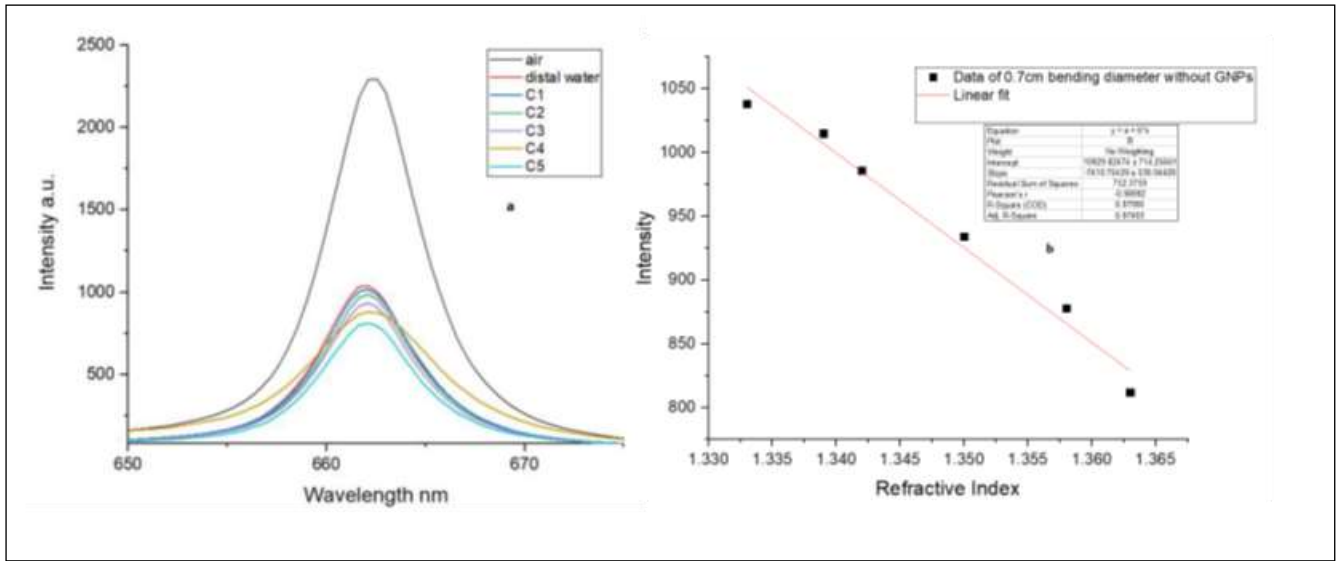 2500
2000
1500
1000
500
Intensity a.u.
air
distal water
C1
C2
C3
C4
C5
a
650
660
670
Wavelength nm
1050
1000
950
900
850
800
Intensity
Data of 0.7cm bending diameter without GNPs
Linear fit
Equation y = a + b*x
Plot B
Weight No Weighting
Intercept
Slope
Residual Sum of Squares
Pearson's r
R-Square (COD)
Adj. R-Square
b
1.330
1.335
1.340
1.345
1.350
1.355
1.360
1.365
Refractive Index